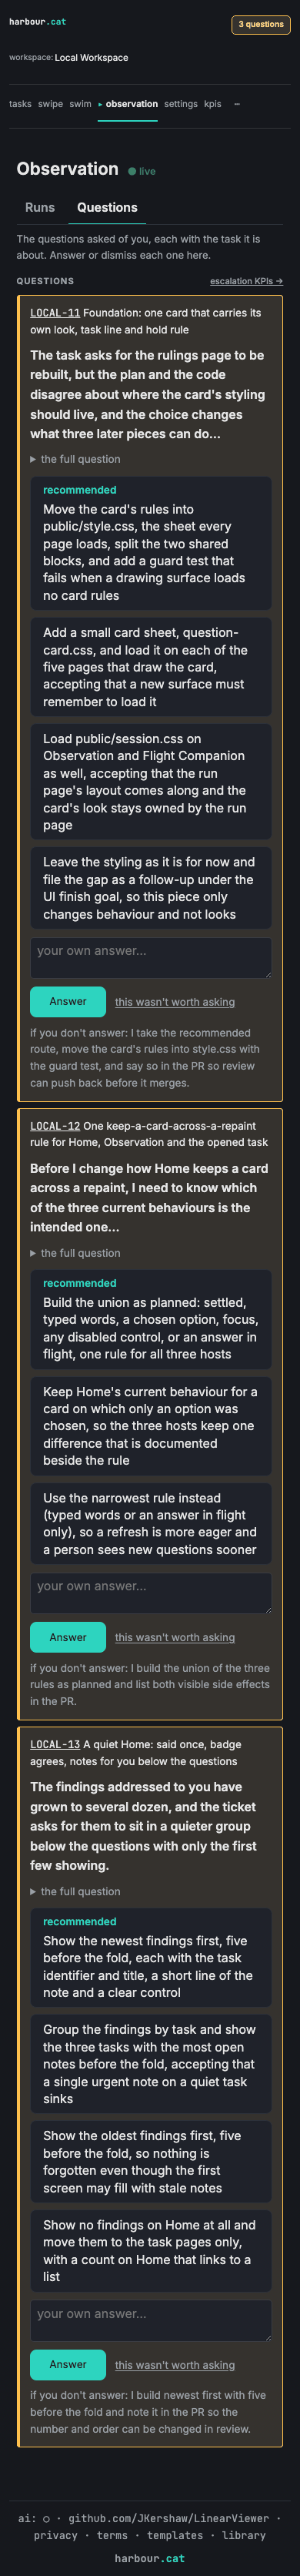 harbour.cat
3 questions
workspace: Local Workspace
tasks swipe swim ▸ observation settings kpis ⋯
Observation ● live
Runs Questions
The questions asked of you, each with the task it is
about. Answer or dismiss each one here.
QUESTIONS escalation KPIs →
LOCAL-11 Foundation: one card that carries its
own look, task line and hold rule
The task asks for the rulings page to be
rebuilt, but the plan and the code
disagree about where the card's styling
should live, and the choice changes
what three later pieces can do…
▸ the full question
recommended
Move the card's rules into
public/style.css, the sheet every
page loads, split the two shared
blocks, and add a guard test that
fails when a drawing surface loads
no card rules
Add a small card sheet, question-
card.css, and load it on each of the
five pages that draw the card,
accepting that a new surface must
remember to load it
Load public/session.css on
Observation and Flight Companion
as well, accepting that the run
page's layout comes along and the
card's look stays owned by the run
page
Leave the styling as it is for now and
file the gap as a follow-up under the
UI finish goal, so this piece only
changes behaviour and not looks
your own answer…
Answer this wasn't worth asking
if you don't answer: I take the recommended
route, move the card's rules into style.css with
the guard test, and say so in the PR so review
can push back before it merges.
LOCAL-12 One keep-a-card-across-a-repaint
rule for Home, Observation and the opened task
Before I change how Home keeps a card
across a repaint, I need to know which
of the three current behaviours is the
intended one…
▸ the full question
recommended
Build the union as planned: settled,
typed words, a chosen option, focus,
any disabled control, or an answer in
flight, one rule for all three hosts
Keep Home's current behaviour for a
card on which only an option was
chosen, so the three hosts keep one
difference that is documented
beside the rule
Use the narrowest rule instead
(typed words or an answer in flight
only), so a refresh is more eager and
a person sees new questions sooner
your own answer…
Answer this wasn't worth asking
if you don't answer: I build the union of the three
rules as planned and list both visible side effects
in the PR.
LOCAL-13 A quiet Home: said once, badge
agrees, notes for you below the questions
The findings addressed to you have
grown to several dozen, and the ticket
asks for them to sit in a quieter group
below the questions with only the first
few showing.
▸ the full question
recommended
Show the newest findings first, five
before the fold, each with the task
identifier and title, a short line of the
note and a clear control
Group the findings by task and show
the three tasks with the most open
notes before the fold, accepting that
a single urgent note on a quiet task
sinks
Show the oldest findings first, five
before the fold, so nothing is
forgotten even though the first
screen may fill with stale notes
Show no findings on Home at all and
move them to the task pages only,
with a count on Home that links to a
list
your own answer…
Answer this wasn't worth asking
if you don't answer: I build newest first with five
before the fold and note it in the PR so the
number and order can be changed in review.
ai: ○ · github.com/JKershaw/LinearViewer ·
privacy · terms · templates · library
harbour.cat